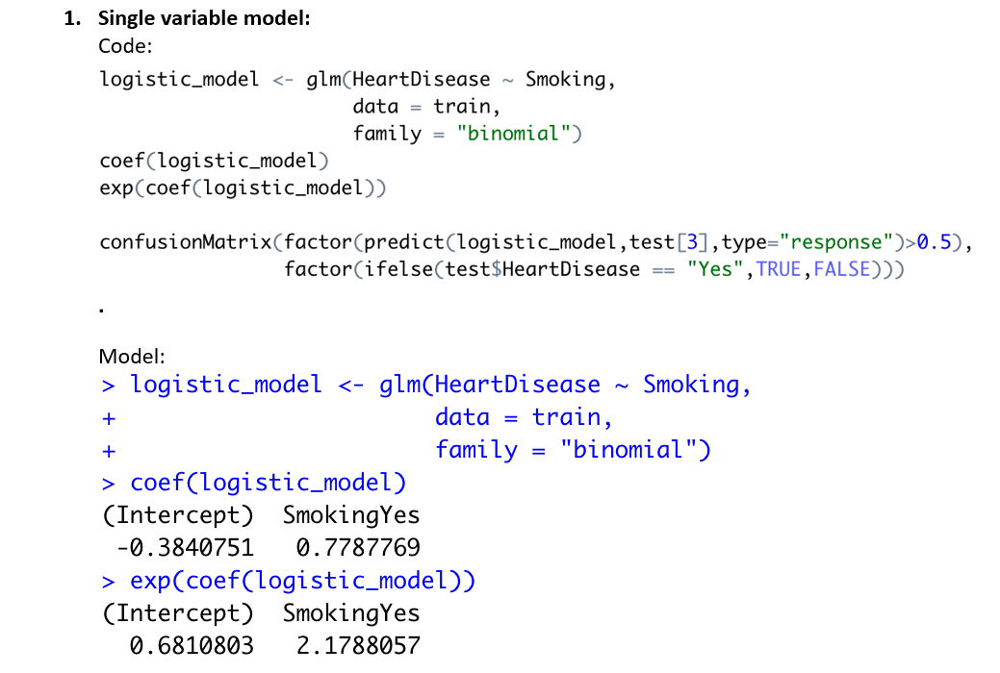 1. Single variable model:
Code:
logistic_model <- glm(HeartDisease ~ Smoking,
data = train,
family = "binomial")
coef(logistic_model)
exp(coef(logistic_model))
confusionMatrix(factor(predict(logistic_model,test[3],type="response")>0.5),
factor(ifelse(test$HeartDisease == "Yes",TRUE,FALSE)))
.
Model:
> logistic_model <- glm(HeartDisease ~ Smoking,
+ data = train,
+ family = "binomial")
> coef(logistic_model)
(Intercept) SmokingYes
-0.3840751 0.7787769
> exp(coef(logistic_model))
(Intercept) SmokingYes
0.6810803 2.1788057